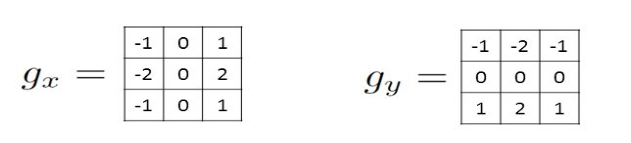 g_x = -1 0 1
-2 0 2
-1 0 1
g_y = -1 -2 -1
0 0 0
1 2 1